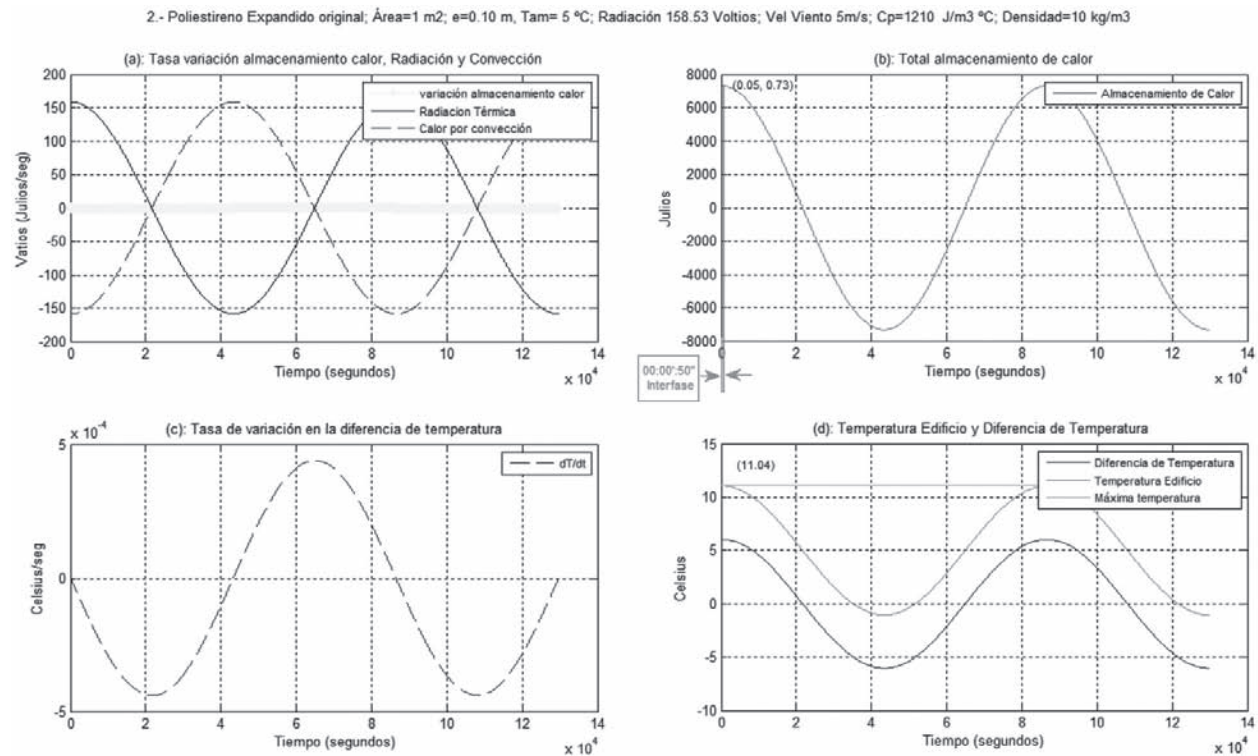 2.- Poliestireno Expandido original; Área=1 m2; e=0.10 m, Tam= 5 ºC; Radiación 158.53 Voltios; Vel Viento 5m/s; Cp=1210 J/m3 ºC; Densidad=10 kg/m3
(a): Tasa variación almacenamiento calor, Radiación y Convección
200
150
100
50
0
-50
-100
-150
-200
Vatios (Julios/seg)
variación almacenamiento calor
Radiacion Térmica
Calor por convección
0 2 4 6 8 10 12 14
Tiempo (segundos)
x 10^4
(b): Total almacenamiento de calor
8000
6000
4000
2000
0
-2000
-4000
-6000
-8000
Julios
(0.05, 0.73)
Almacenamiento de Calor
0 2 4 6 8 10 12 14
Tiempo (segundos)
x 10^4
00:00':50"
Interfase
(c): Tasa de variación en la diferencia de temperatura
x 10^-4
5
0
-5
Celsius/seg
dT/dt
0 2 4 6 8 10 12 14
Tiempo (segundos)
x 10^4
(d): Temperatura Edificio y Diferencia de Temperatura
15
10
5
0
-5
-10
Celsius
(11.04)
Diferencia de Temperatura
Temperatura Edificio
Máxima temperatura
0 2 4 6 8 10 12 14
Tiempo (segundos)
x 10^4